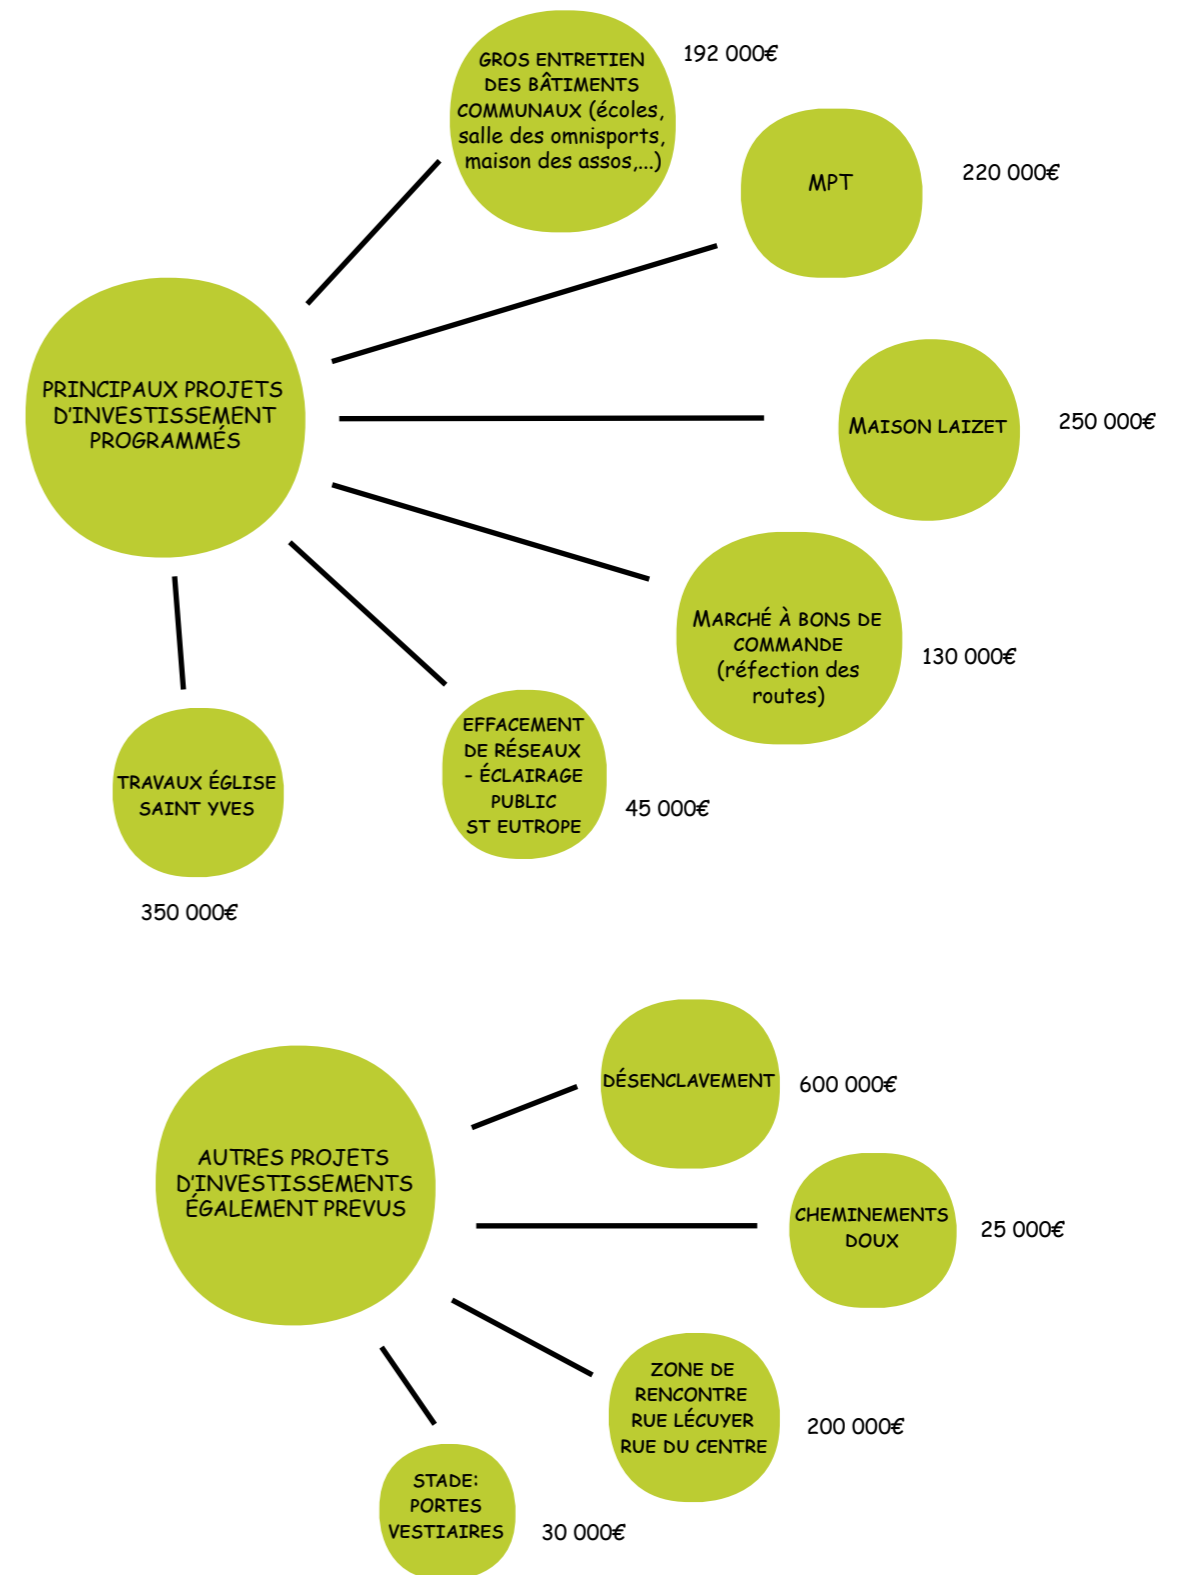 GROS ENTRETIEN
DES BÂTIMENTS
COMMUNAUX (écoles,
salle des omnisports,
maison des assos,...)
192 000€
MPT
220 000€
PRINCIPAUX PROJETS
D'INVESTISSEMENT
PROGRAMMÉS
MAISON LAIZET
250 000€
MARCHÉ À BONS DE
COMMANDE
(réfection des
routes)
130 000€
EFFACEMENT
DE RÉSEAUX
- ÉCLAIRAGE
PUBLIC
ST EUTROPE
45 000€
TRAVAUX ÉGLISE
SAINT YVES
350 000€
DÉSENCLAVEMENT
600 000€
AUTRES PROJETS
D'INVESTISSEMENTS
ÉGALEMENT PREVUS
CHEMINEMENTS
DOUX
25 000€
ZONE DE
RENCONTRE
RUE LÉCUYER
RUE DU CENTRE
200 000€
STADE:
PORTES
VESTIAIRES
30 000€